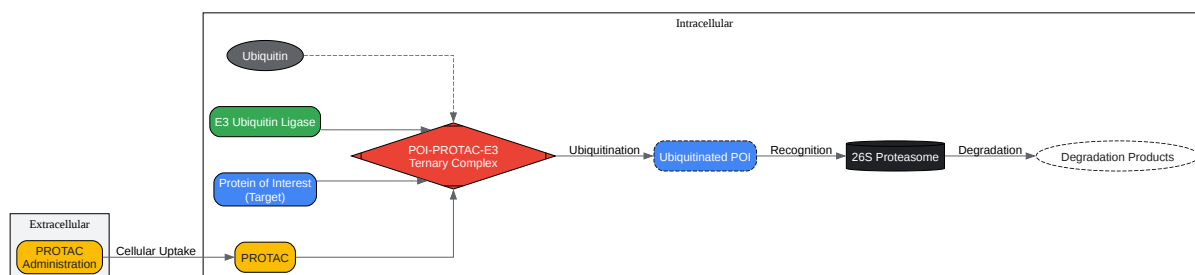 Intracellular
Ubiquitin
E3 Ubiquitin Ligase
POI-PROTAC-E3
Ternary Complex
Ubiquitination
Ubiquitinated POI
Recognition
26S Proteasome
Degradation
Degradation Products
Protein of Interest
(Target)
Extracellular
PROTAC
Administration
Cellular Uptake
PROTAC